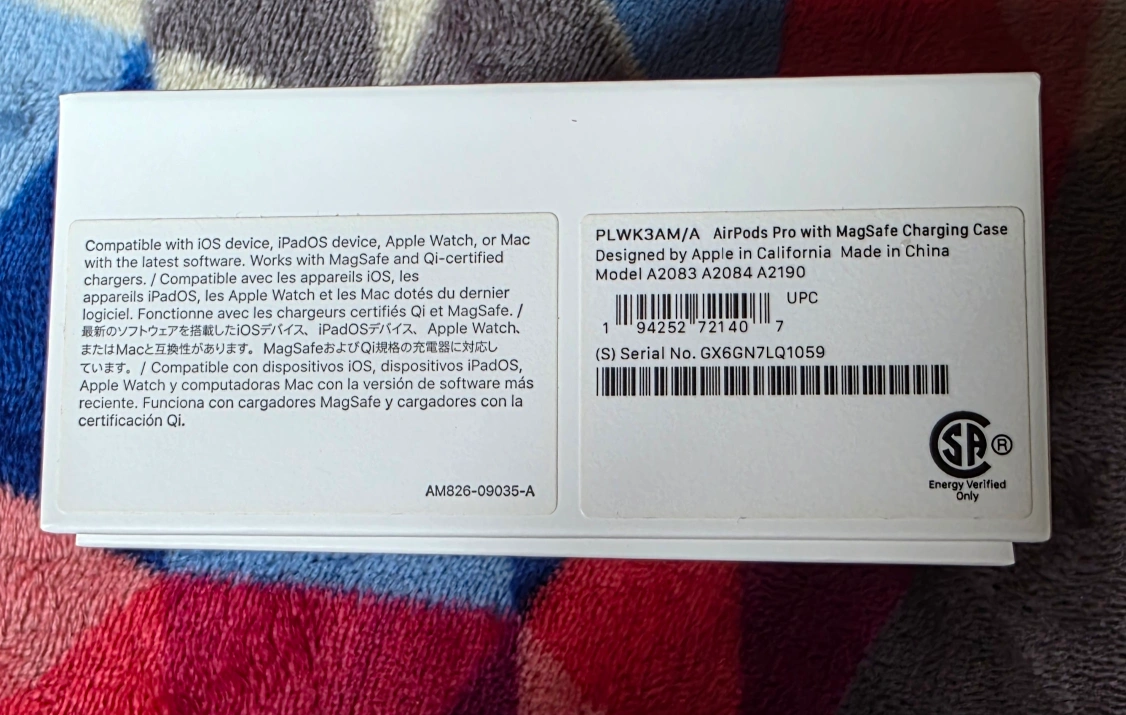 Compatible with iOS device, iPadOS device, Apple Watch, or Mac
with the latest software. Works with MagSafe and Qi-certified
chargers. / Compatible avec les appareils iOS, les
appareils iPadOS, les Apple Watch et les Mac dotés du dernier
logiciel. Fonctionne avec les chargeurs certifiés Qi et MagSafe. /
最新のソフトウェアを搭載したiOSデバイス、iPadOSデバイス、Apple Watch、
またはMacと互換性があります。MagSafeおよびQi規格の充電器に対応し
ています。/ Compatible con dispositivos iOS, dispositivos iPadOS,
Apple Watch y computadoras Mac con la versión de software más
reciente. Funciona con cargadores MagSafe y cargadores con la
certificación Qi.
AM826-09035-A
PLWK3AM/A AirPods Pro with MagSafe Charging Case
Designed by Apple in California Made in China
Model A2083 A2084 A2190
UPC
1 94252 72140 7
(S) Serial No. GX6GN7LQ1059
SA ®
Energy Verified
Only